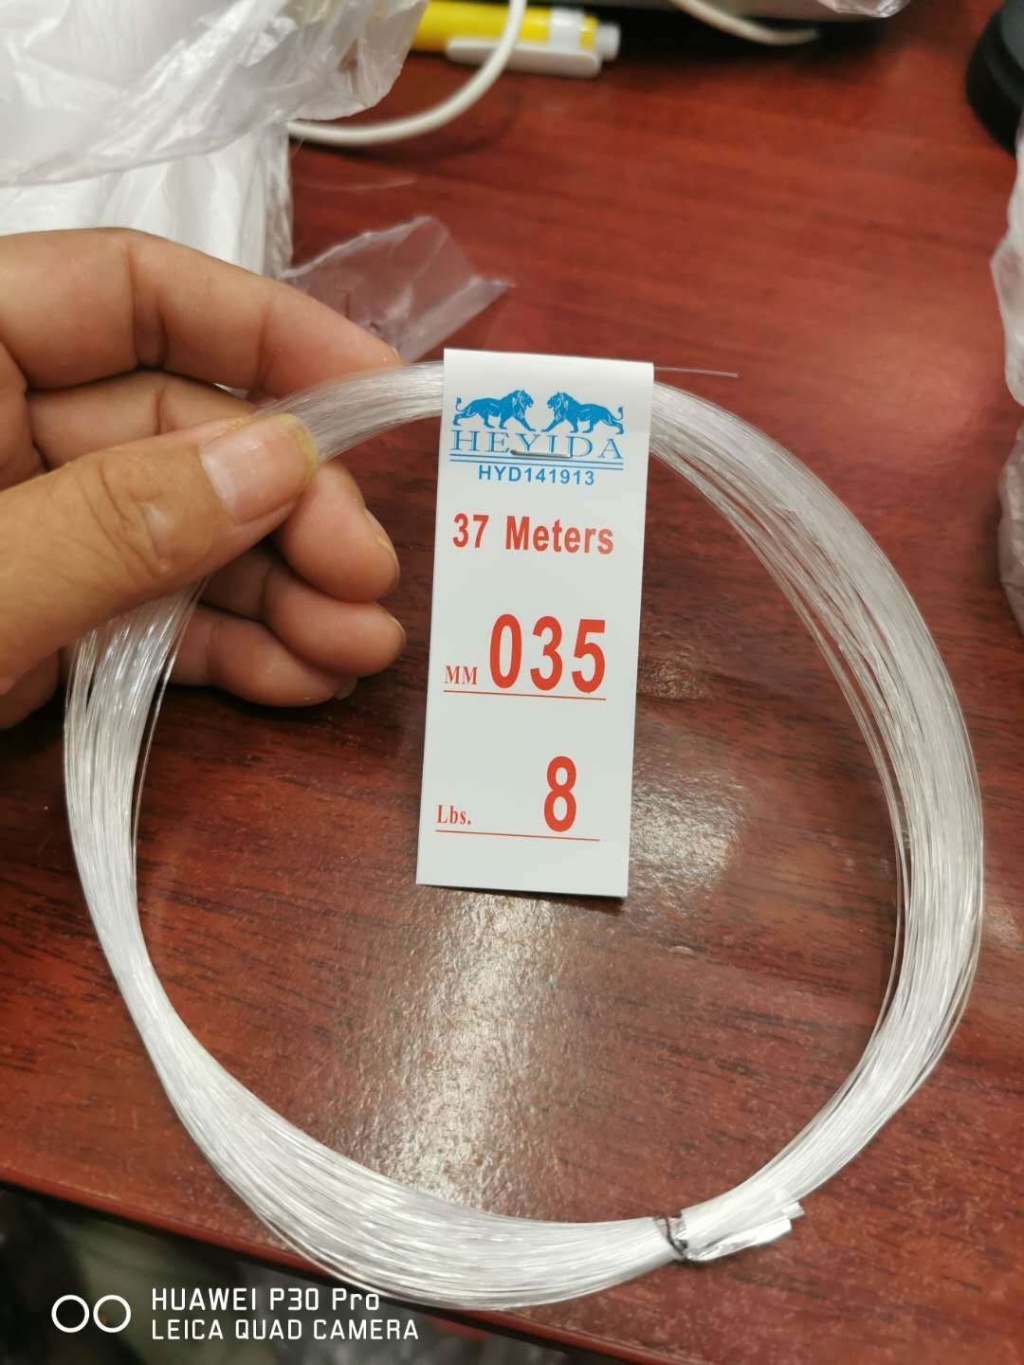 HEYIDA
HYD141913
37 Meters
MM 035
Lbs. 8
HUAWEI P30 Pro
LEICA QUAD CAMERA